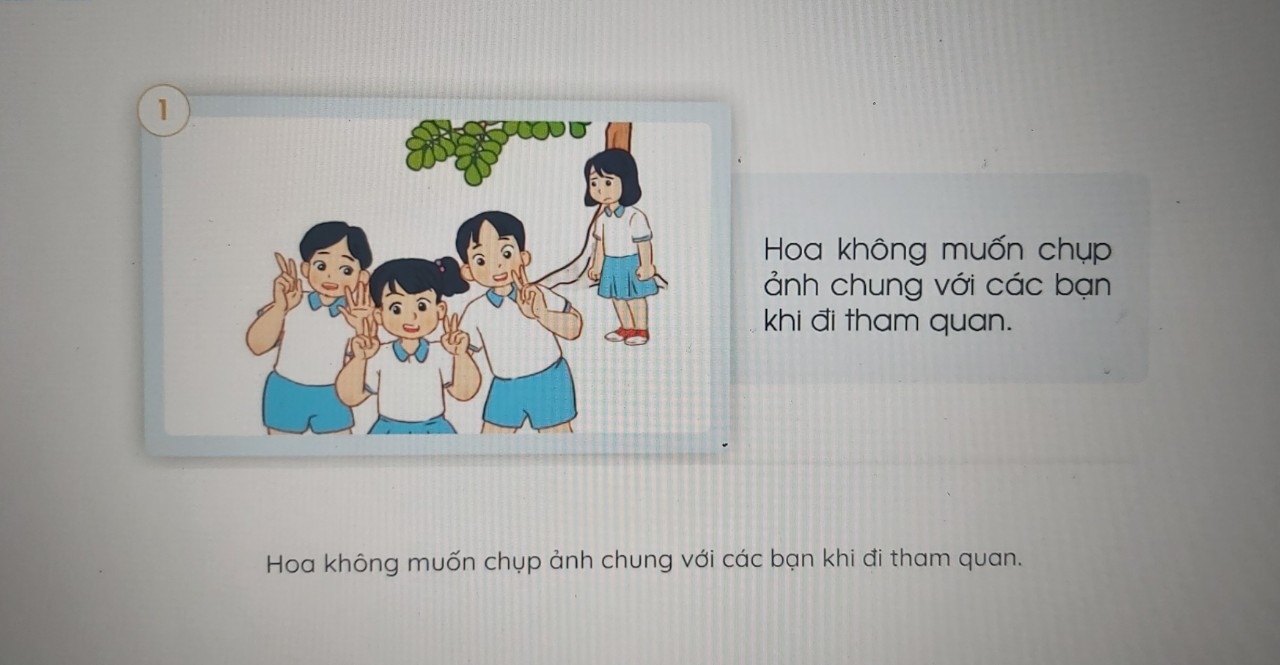 1
Hoa không muốn chụp
ảnh chung với các bạn
khi đi tham quan.
Hoa không muốn chụp ảnh chung với các bạn khi đi tham quan.